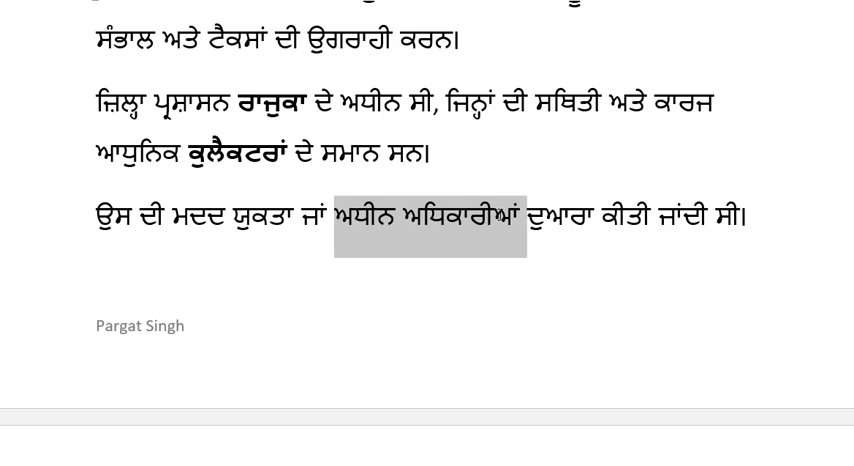 ਸੰਭਾਲ ਅਤੇ ਟੈਕਸਾਂ ਦੀ ਉਗਰਾਹੀ ਕਰਨ।
ਜ਼ਿਲ੍ਹਾ ਪ੍ਰਸ਼ਾਸਨ ਰਾਜੁਕਾ ਦੇ ਅਧੀਨ ਸੀ, ਜਿਨ੍ਹਾਂ ਦੀ ਸਥਿਤੀ ਅਤੇ ਕਾਰਜ
ਆਧੁਨਿਕ ਕੁਲੈਕਟਰਾਂ ਦੇ ਸਮਾਨ ਸਨ।
ਉਸ ਦੀ ਮਦਦ ਯੁਕਤਾ ਜਾਂ ਅਧੀਨ ਅਧਿਕਾਰੀਆਂ ਦੁਆਰਾ ਕੀਤੀ ਜਾਂਦੀ ਸੀ।
Pargat Singh